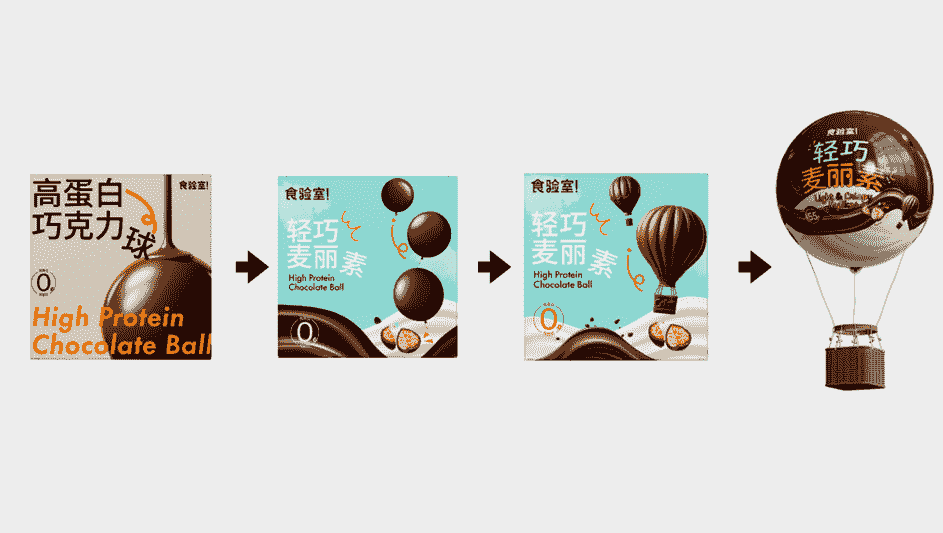 高蛋白
巧克力球
食验室!
0
High Protein
Chocolate Ball
食验室!
轻巧
麦丽素
High Protein
Chocolate Ball
0
食验室!
轻巧
麦丽素
High Protein
Chocolate Ball
0
食验室!
轻巧
麦丽素